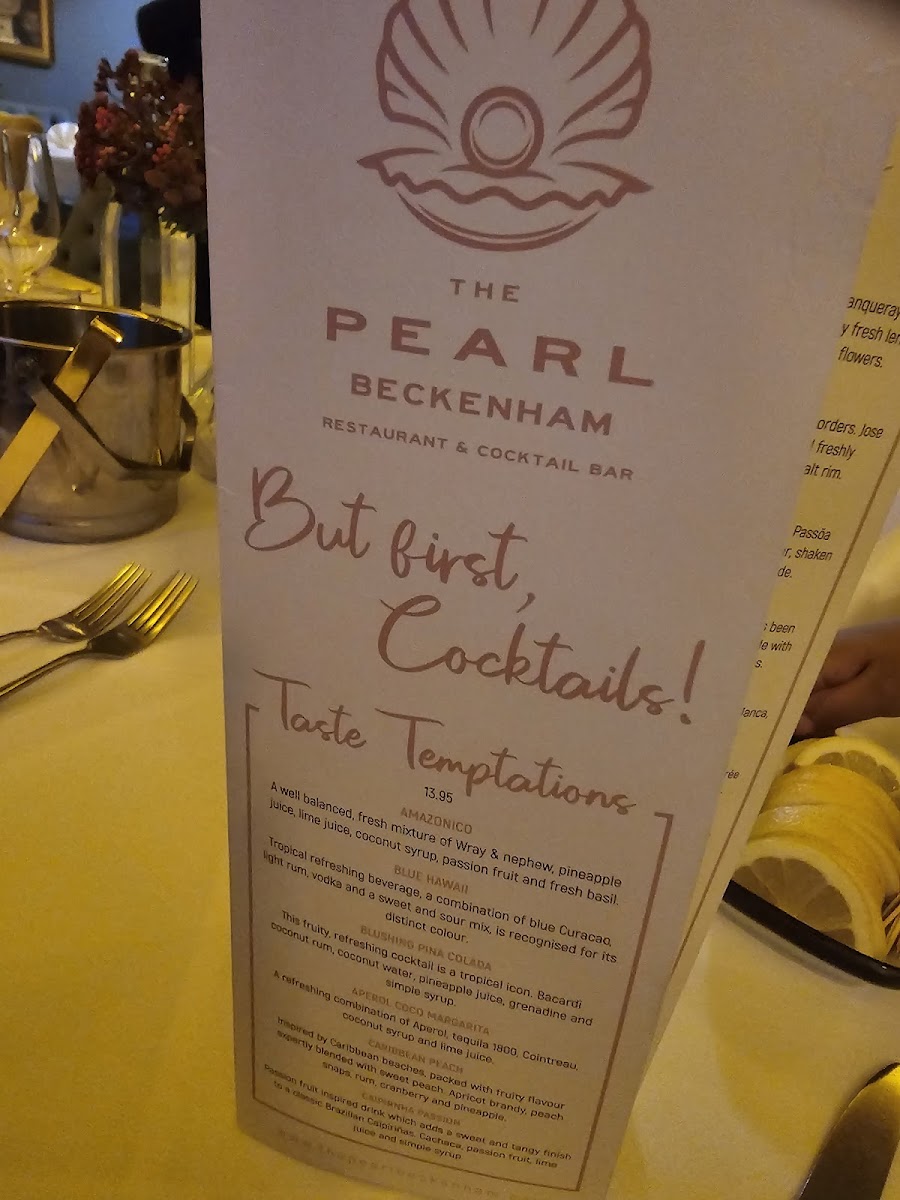 THE
PEARL
BECKENHAM
RESTAURANT & COCKTAIL BAR
But first,
Cocktails!
Taste Temptations
13.95
AMAZONICO
A well balanced, fresh mixture of Wray & nephew, pineapple
juice, lime juice, coconut syrup, passion fruit and fresh basil.
BLUE HAWAII
Tropical refreshing beverage, a combination of blue Curacao,
light rum, vodka and a sweet and sour mix, is recognised for its
distinct colour.
BLUSHING PINA COLADA
This fruity, refreshing cocktail is a tropical icon. Bacardi
coconut rum, coconut water, pineapple juice, grenadine and
simple syrup.
APEROL COCO MARGARITA
A refreshing combination of Aperol, tequila 1800, Cointreau,
coconut syrup and lime juice.
CARIBBEAN PEACH
Inspired by Caribbean beaches, packed with fruity flavour
expertly blended with sweet peach. Apricot brandy, peach
snaps, rum, cranberry and pineapple.
CAIPIRNHA PASSION
Passion fruit inspired drink which adds a sweet and tangy finish
to a classic Brazilian Caipiriñas. Cachaca, passion fruit, lime
juice and simple syrup.
www.thepearlbeckenham.
anqueray
y fresh
flowers.
orders. Jose
freshly
alt rim.
Passõa
shaken
de.
been
with
lanca,
rée